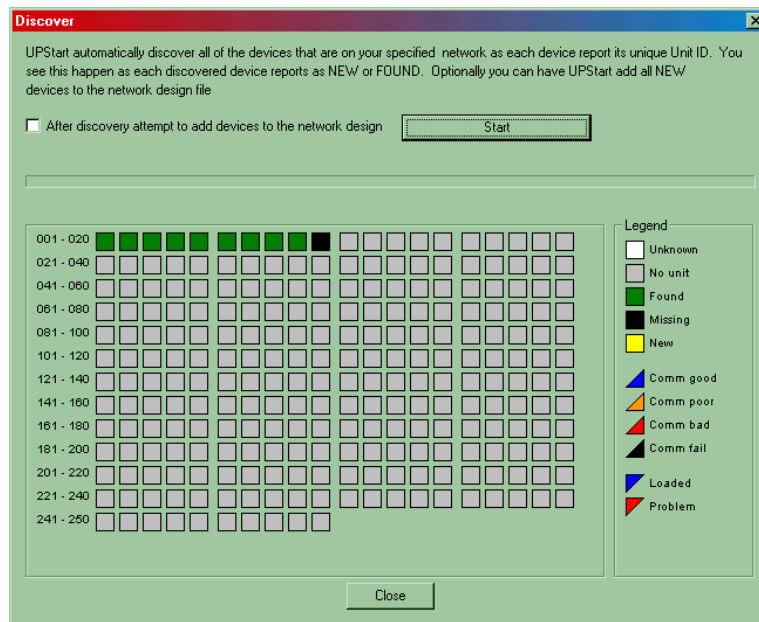 Discover
UPStart automatically discover all of the devices that are on your specified network as each device report its unique Unit ID. You
see this happen as each discovered device reports as NEW or FOUND. Optionally you can have UPStart add all NEW
devices to the network design file
After discovery attempt to add devices to the network design
Start
001 - 020
021 - 040
041 - 060
061 - 080
081 - 100
101 - 120
121 - 140
141 - 160
161 - 180
181 - 200
201 - 220
221 - 240
241 - 250
Legend
Unknown
No unit
Found
Missing
New
Comm good
Comm poor
Comm bad
Comm fail
Loaded
Problem
Close